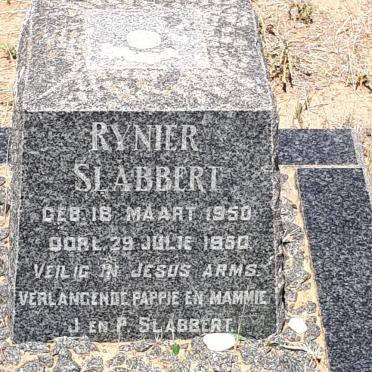 RYNIER
SLABBERT
GEB. 18 MAART 1950
OORL. 29 JULIE 1950.
VEILIG IN JESUS ARMS.
VERLANGENDE PAPPIE EN MAMMIE
J EN P. SLABBERT.